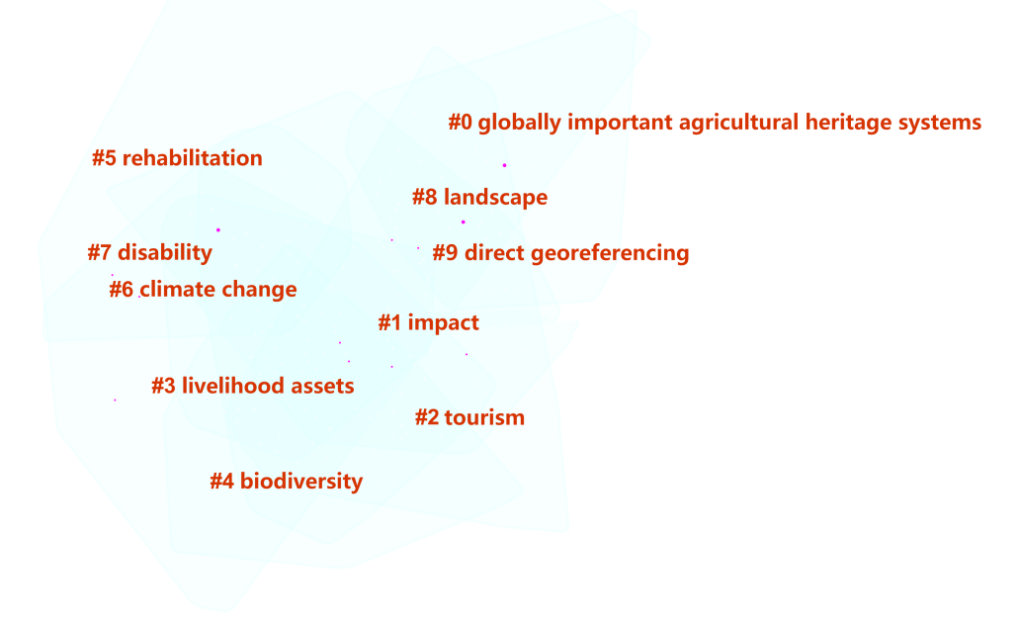 #0 globally important agricultural heritage systems
#5 rehabilitation
#8 landscape
#7 disability
#9 direct georeferencing
#6 climate change
#1 impact
#3 livelihood assets
#2 tourism
#4 biodiversity